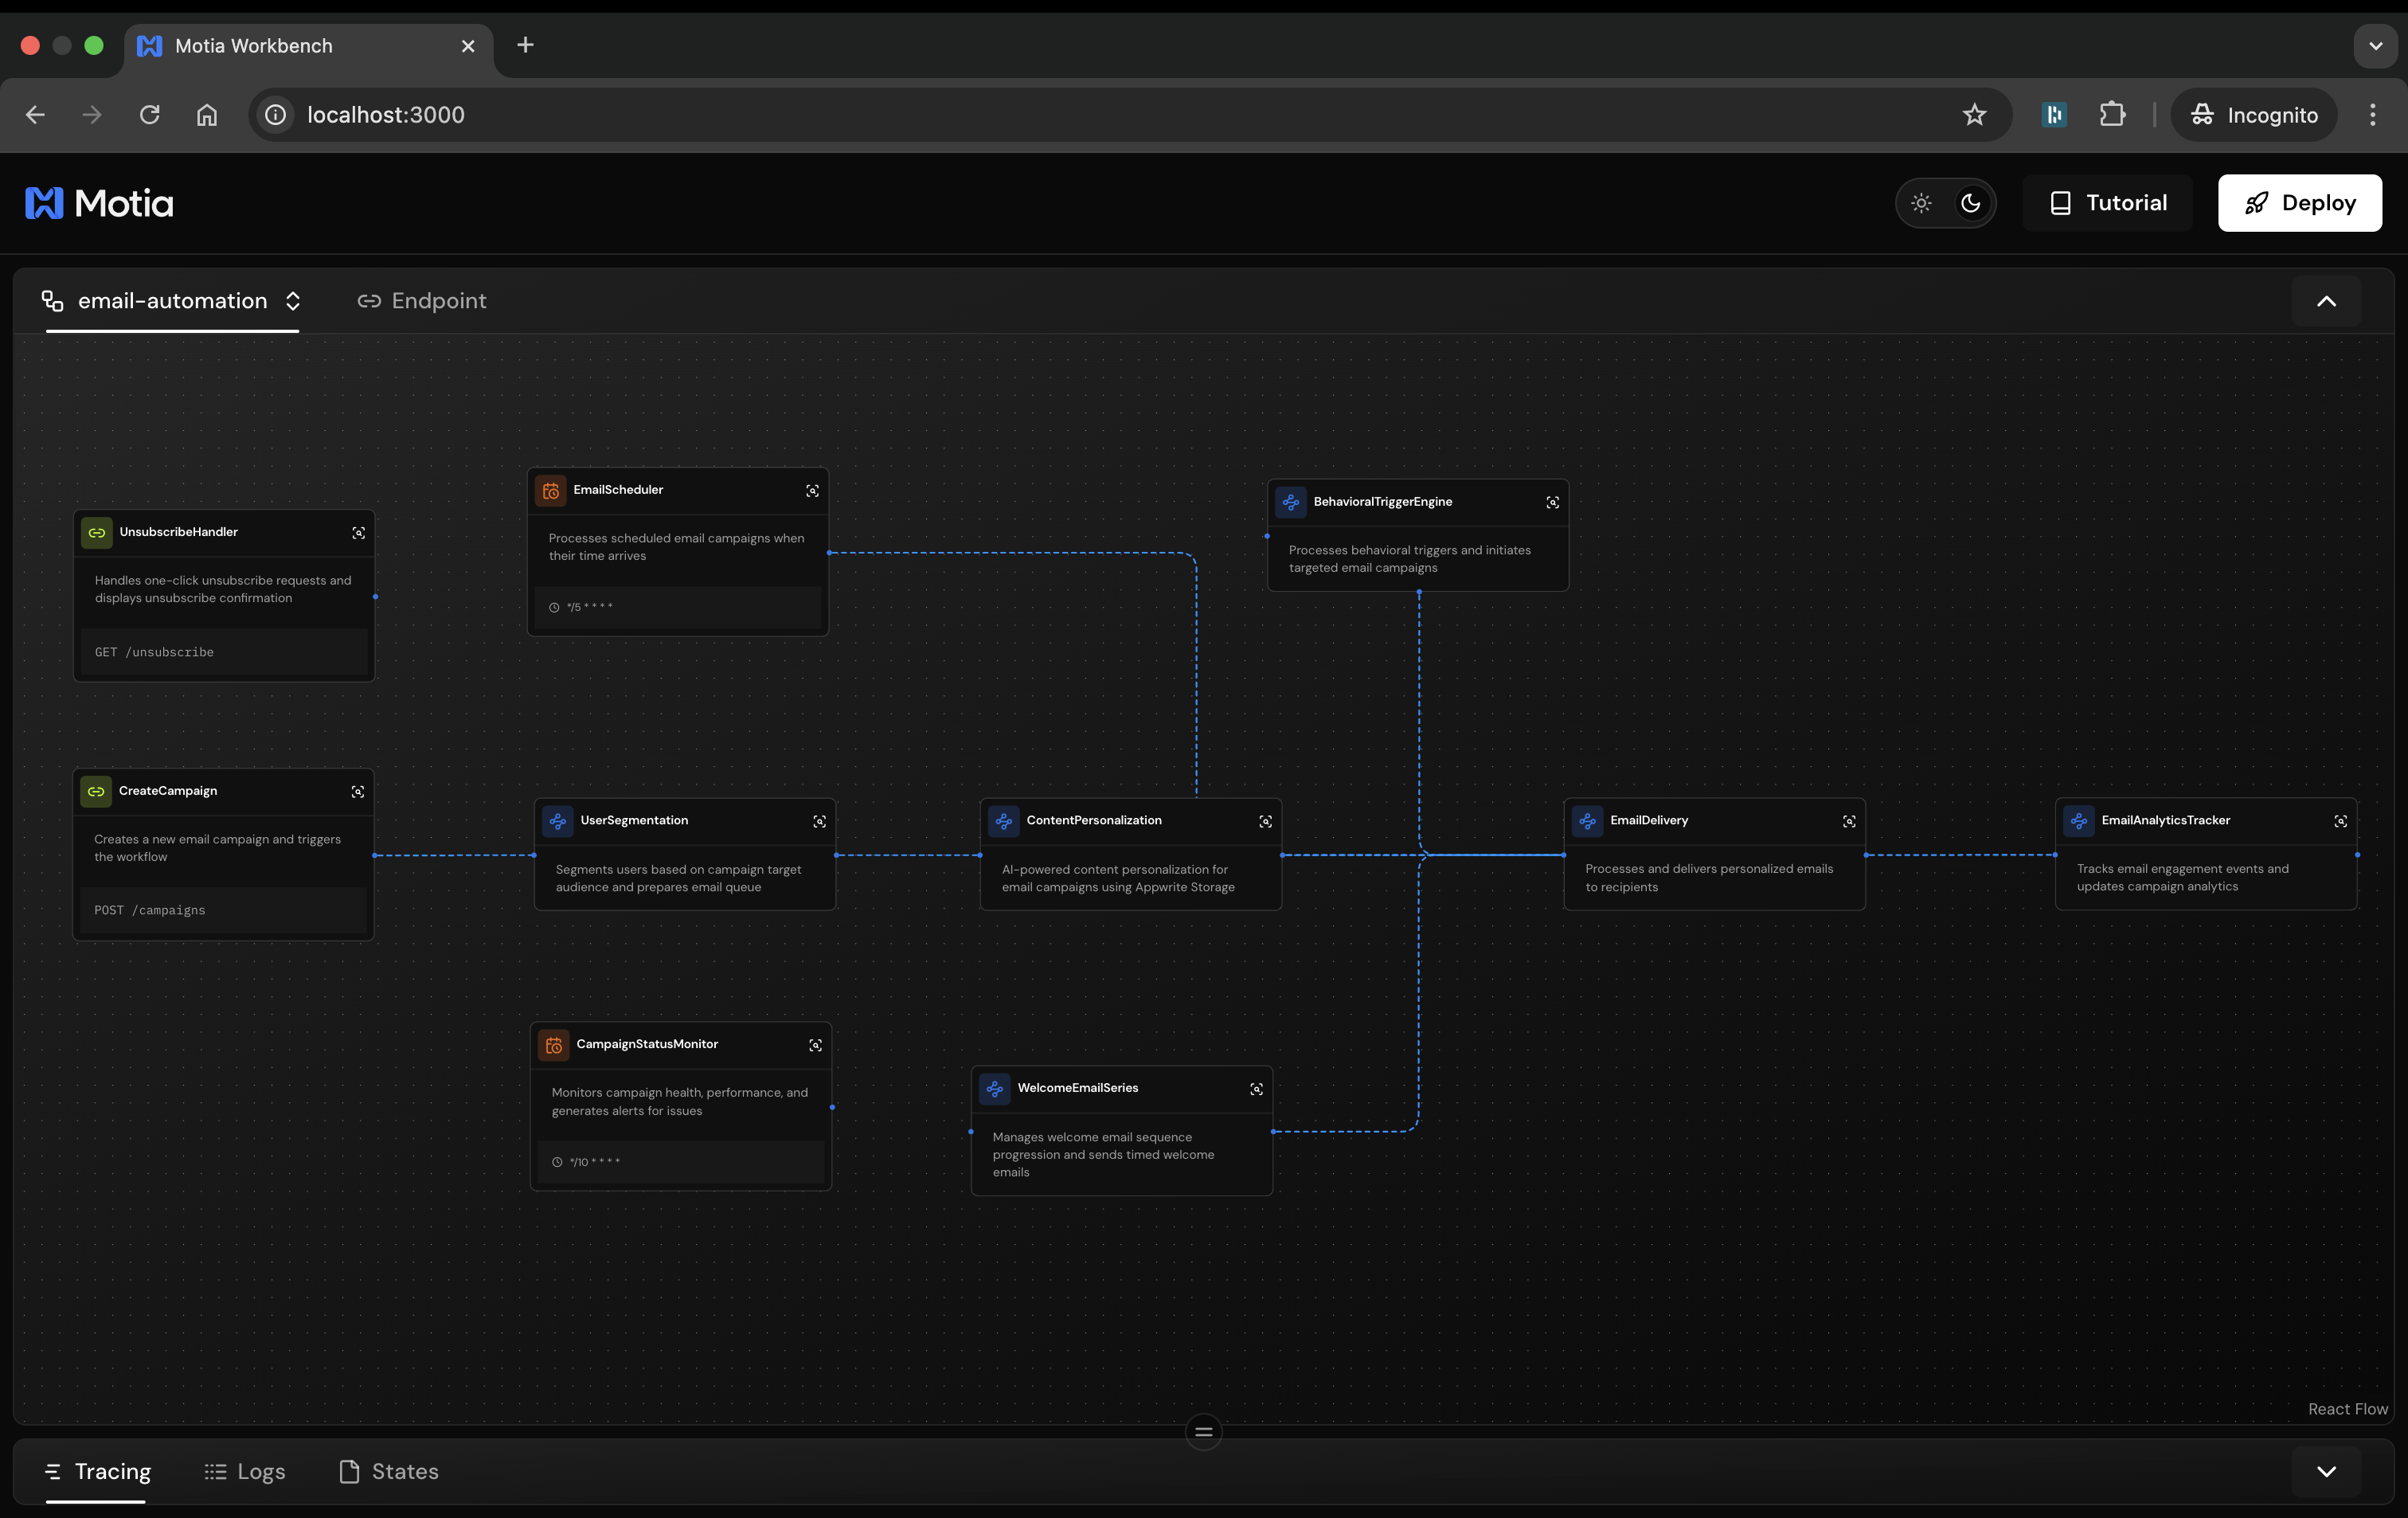 Motia Workbench
localhost:3000
Incognito
Motia
Tutorial
Deploy
email-automation
Endpoint
EmailScheduler
Processes scheduled email campaigns when
their time arrives
*/5 * * * *
BehavioralTriggerEngine
Processes behavioral triggers and initiates
targeted email campaigns
UnsubscribeHandler
Handles one-click unsubscribe requests and
displays unsubscribe confirmation
GET /unsubscribe
CreateCampaign
Creates a new email campaign and triggers
the workflow
POST /campaigns
UserSegmentation
Segments users based on campaign target
audience and prepares email queue
ContentPersonalization
AI-powered content personalization for
email campaigns using Appwrite Storage
EmailDelivery
Processes and delivers personalized emails
to recipients
EmailAnalyticsTracker
Tracks email engagement events and
updates campaign analytics
CampaignStatusMonitor
Monitors campaign health, performance, and
generates alerts for issues
*/10 * * * *
WelcomeEmailSeries
Manages welcome email sequence
progression and sends timed welcome
emails
React Flow
Tracing
Logs
States